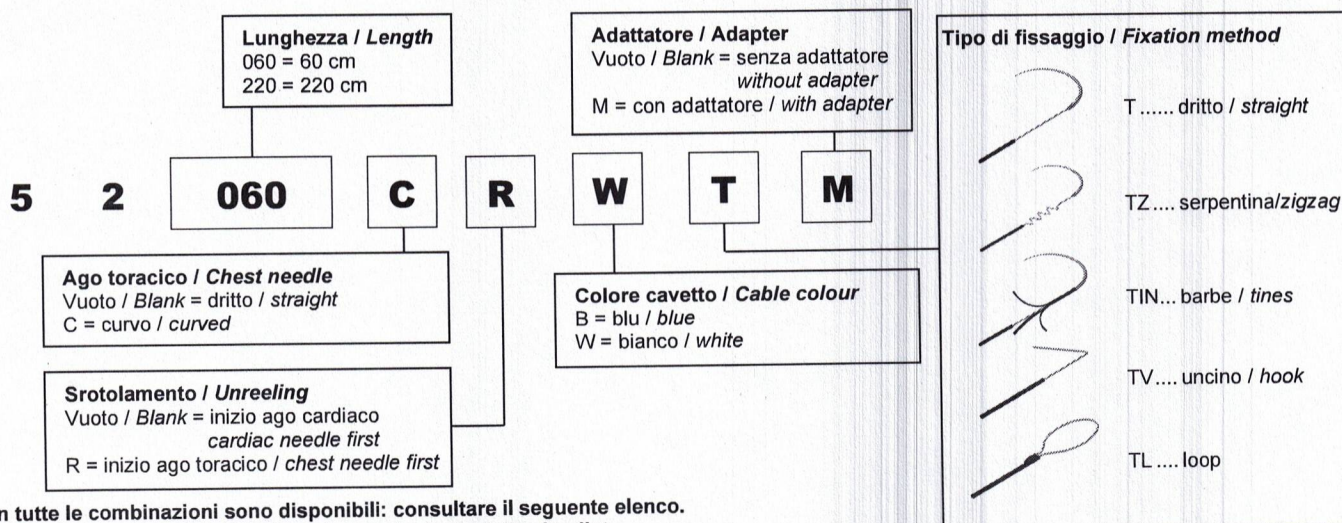 Lunghezza / Length
060 = 60 cm
220 = 220 cm
Adattatore / Adapter
Vuoto / Blank = senza adattatore
without adapter
M = con adattatore / with adapter
5 2 060 C R W T M
Ago toracico / Chest needle
Vuoto / Blank = dritto / straight
C = curvo / curved
Srotolamento / Unreeling
Vuoto / Blank = inizio ago cardiaco
cardiac needle first
R = inizio ago toracico / chest needle first
Colore cavetto / Cable colour
B = blu / blue
W = bianco / white
Tipo di fissaggio / Fixation method
T...... dritto / straight
TZ.... serpentina/zigzag
TIN... barbe / tines
TV.... uncino / hook
TL .... loop
n tutte le combinazioni sono disponibili: consultare il seguente elenco.